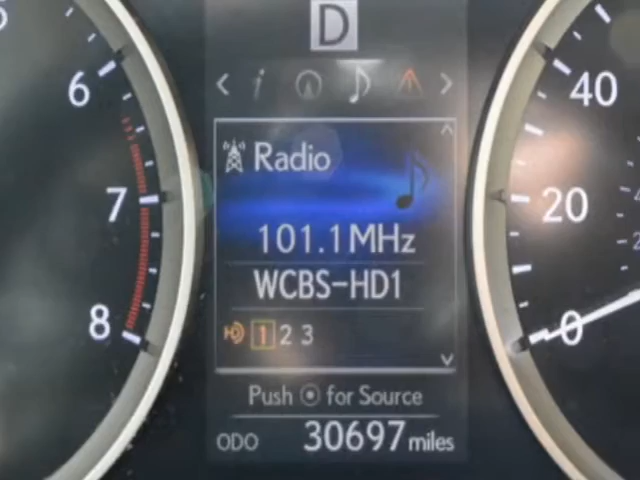 D
6
7
8
40
20
0
Radio
101.1MHz
WCBS-HD1
1 2 3
Push for Source
ODO 30697 miles